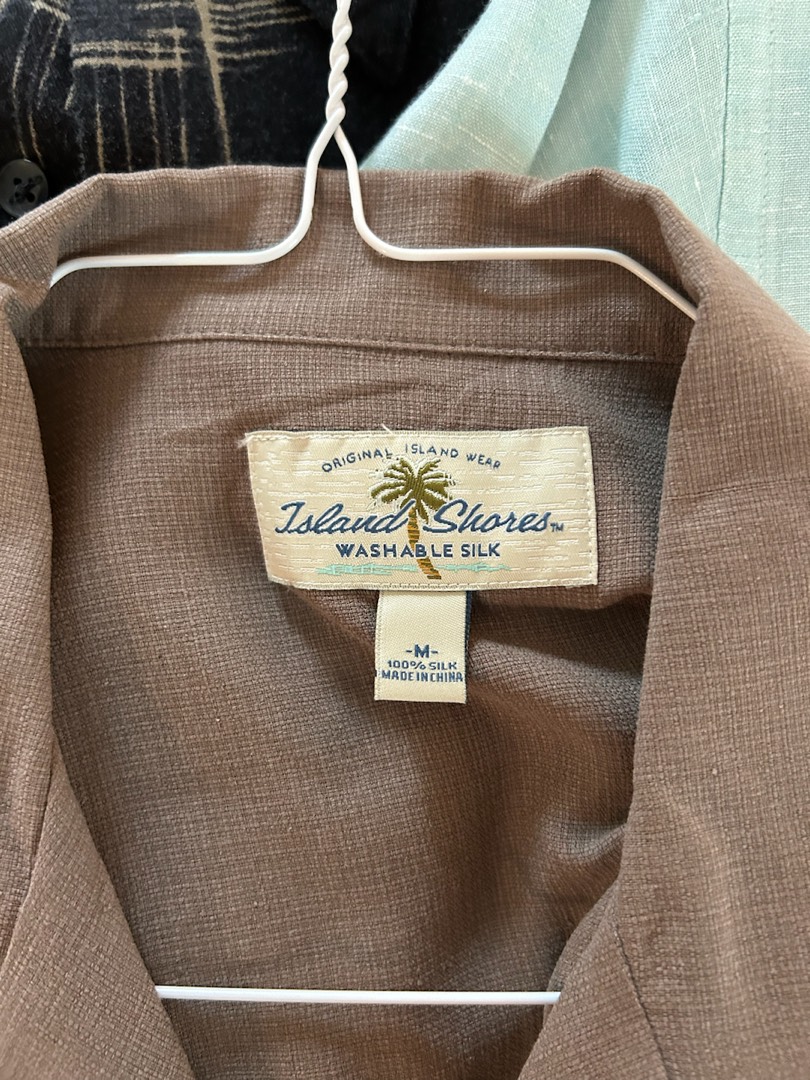 ORIGINAL ISLAND WEAR
Island Shores™
WASHABLE SILK
-M-
100% SILK
MADE IN CHINA